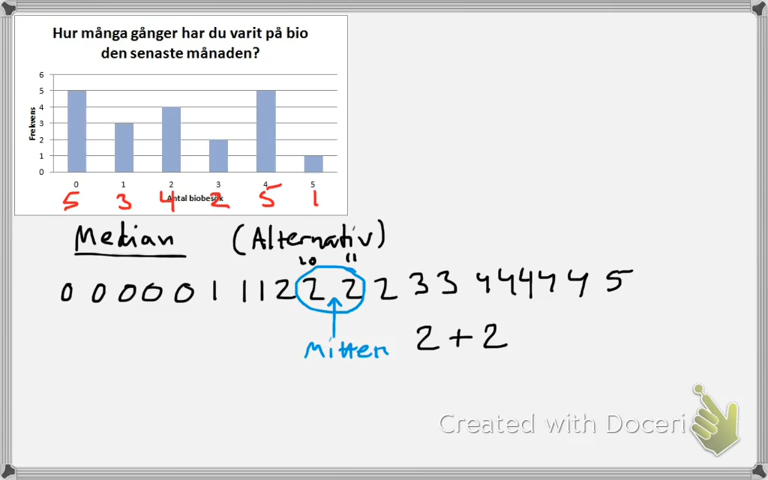 Hur många gånger har du varit på bio
den senaste månaden?
6
5
4
3
2
1
0
Frekvens
0 1 2 3 4 5
Antal biobesök
5 3 4 2 5 1
Median (Alternativ)
10 11
0 0 0 0 0 1 1 1 2 2 2 2 3 3 4 4 4 4 4 5
Mitten 2 + 2
Created with Doceri